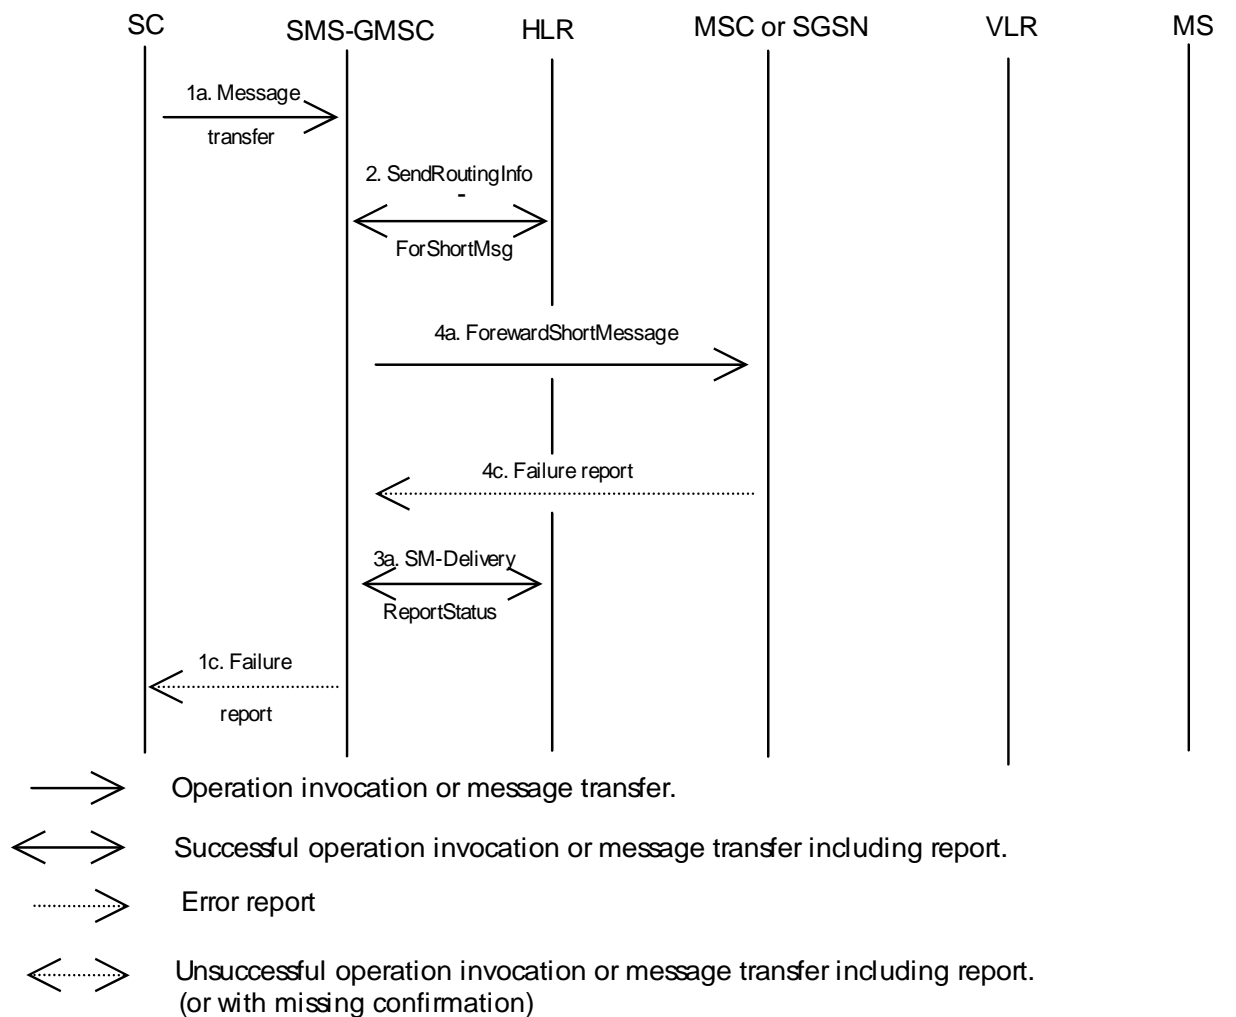 SC SMS-GMSC HLR MSC or SGSN VLR MS
1a. Message
transfer
2. SendRoutingInfo
-
ForShortMsg
4a. ForewardShortMessage
4c. Failure report
3a. SM-Delivery
ReportStatus
1c. Failure
report
Operation invocation or message transfer.
Successful operation invocation or message transfer including report.
Error report
Unsuccessful operation invocation or message transfer including report.
(or with missing confirmation)